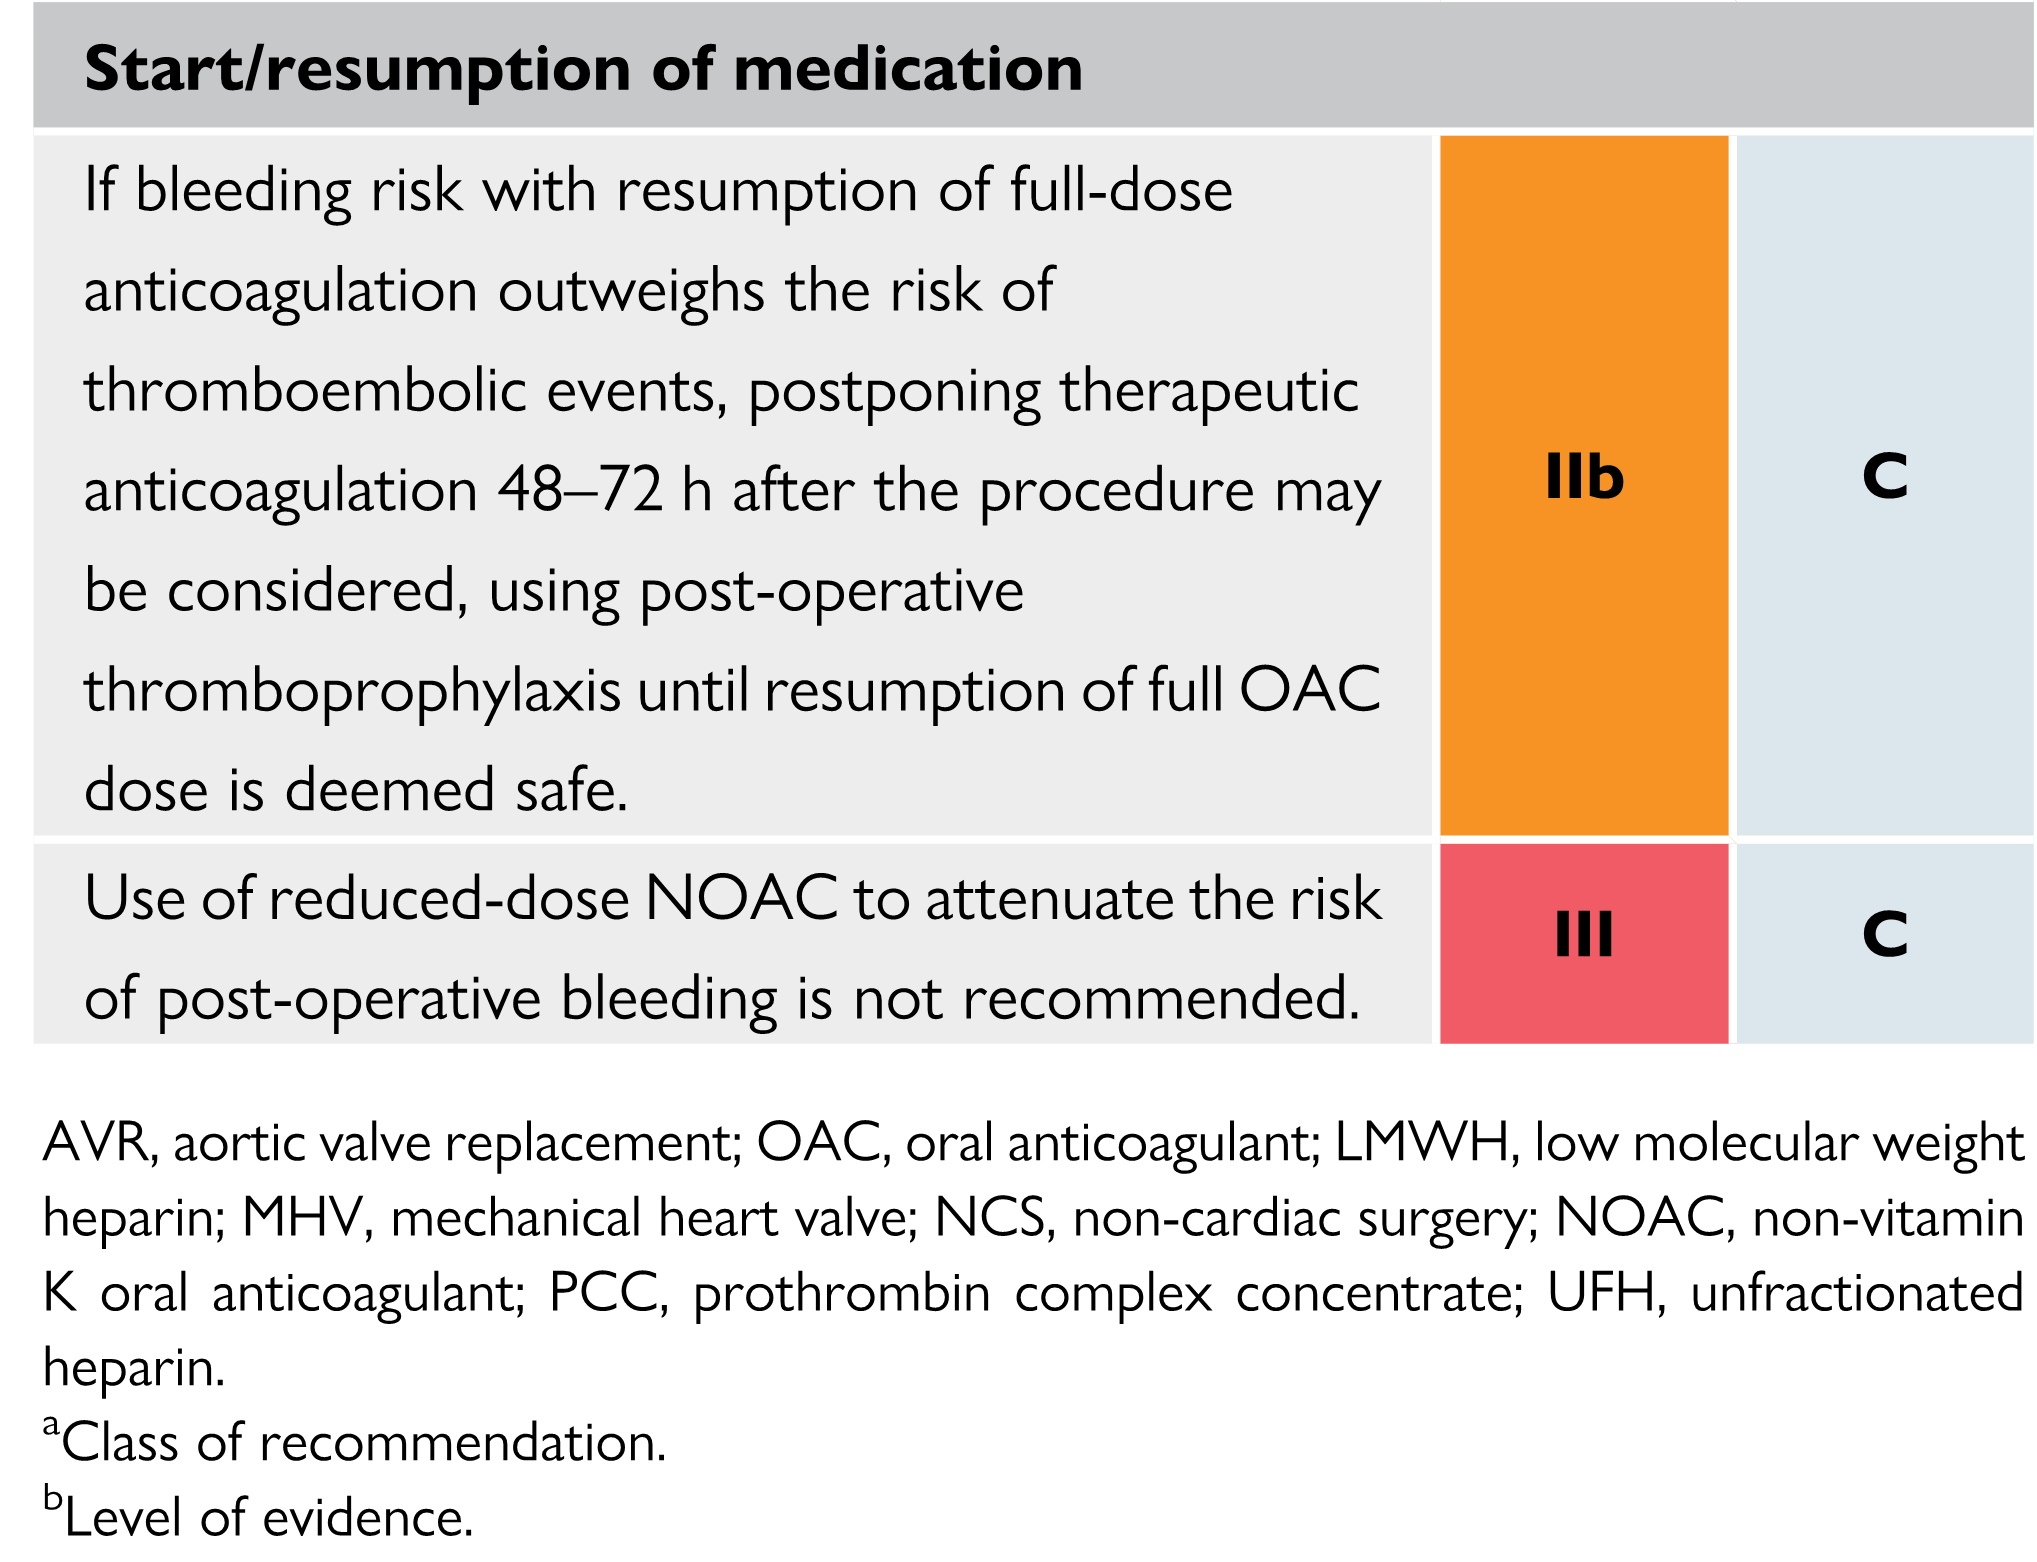 Start/resumption of medication
If bleeding risk with resumption of full-dose
anticoagulation outweighs the risk of
thromboembolic events, postponing therapeutic
anticoagulation 48–72 h after the procedure may
be considered, using post-operative
thromboprophylaxis until resumption of full OAC
dose is deemed safe.
IIb
C
Use of reduced-dose NOAC to attenuate the risk
of post-operative bleeding is not recommended.
III
C
AVR, aortic valve replacement; OAC, oral anticoagulant; LMWH, low molecular weight
heparin; MHV, mechanical heart valve; NCS, non-cardiac surgery; NOAC, non-vitamin
K oral anticoagulant; PCC, prothrombin complex concentrate; UFH, unfractionated
heparin.
aClass of recommendation.
bLevel of evidence.